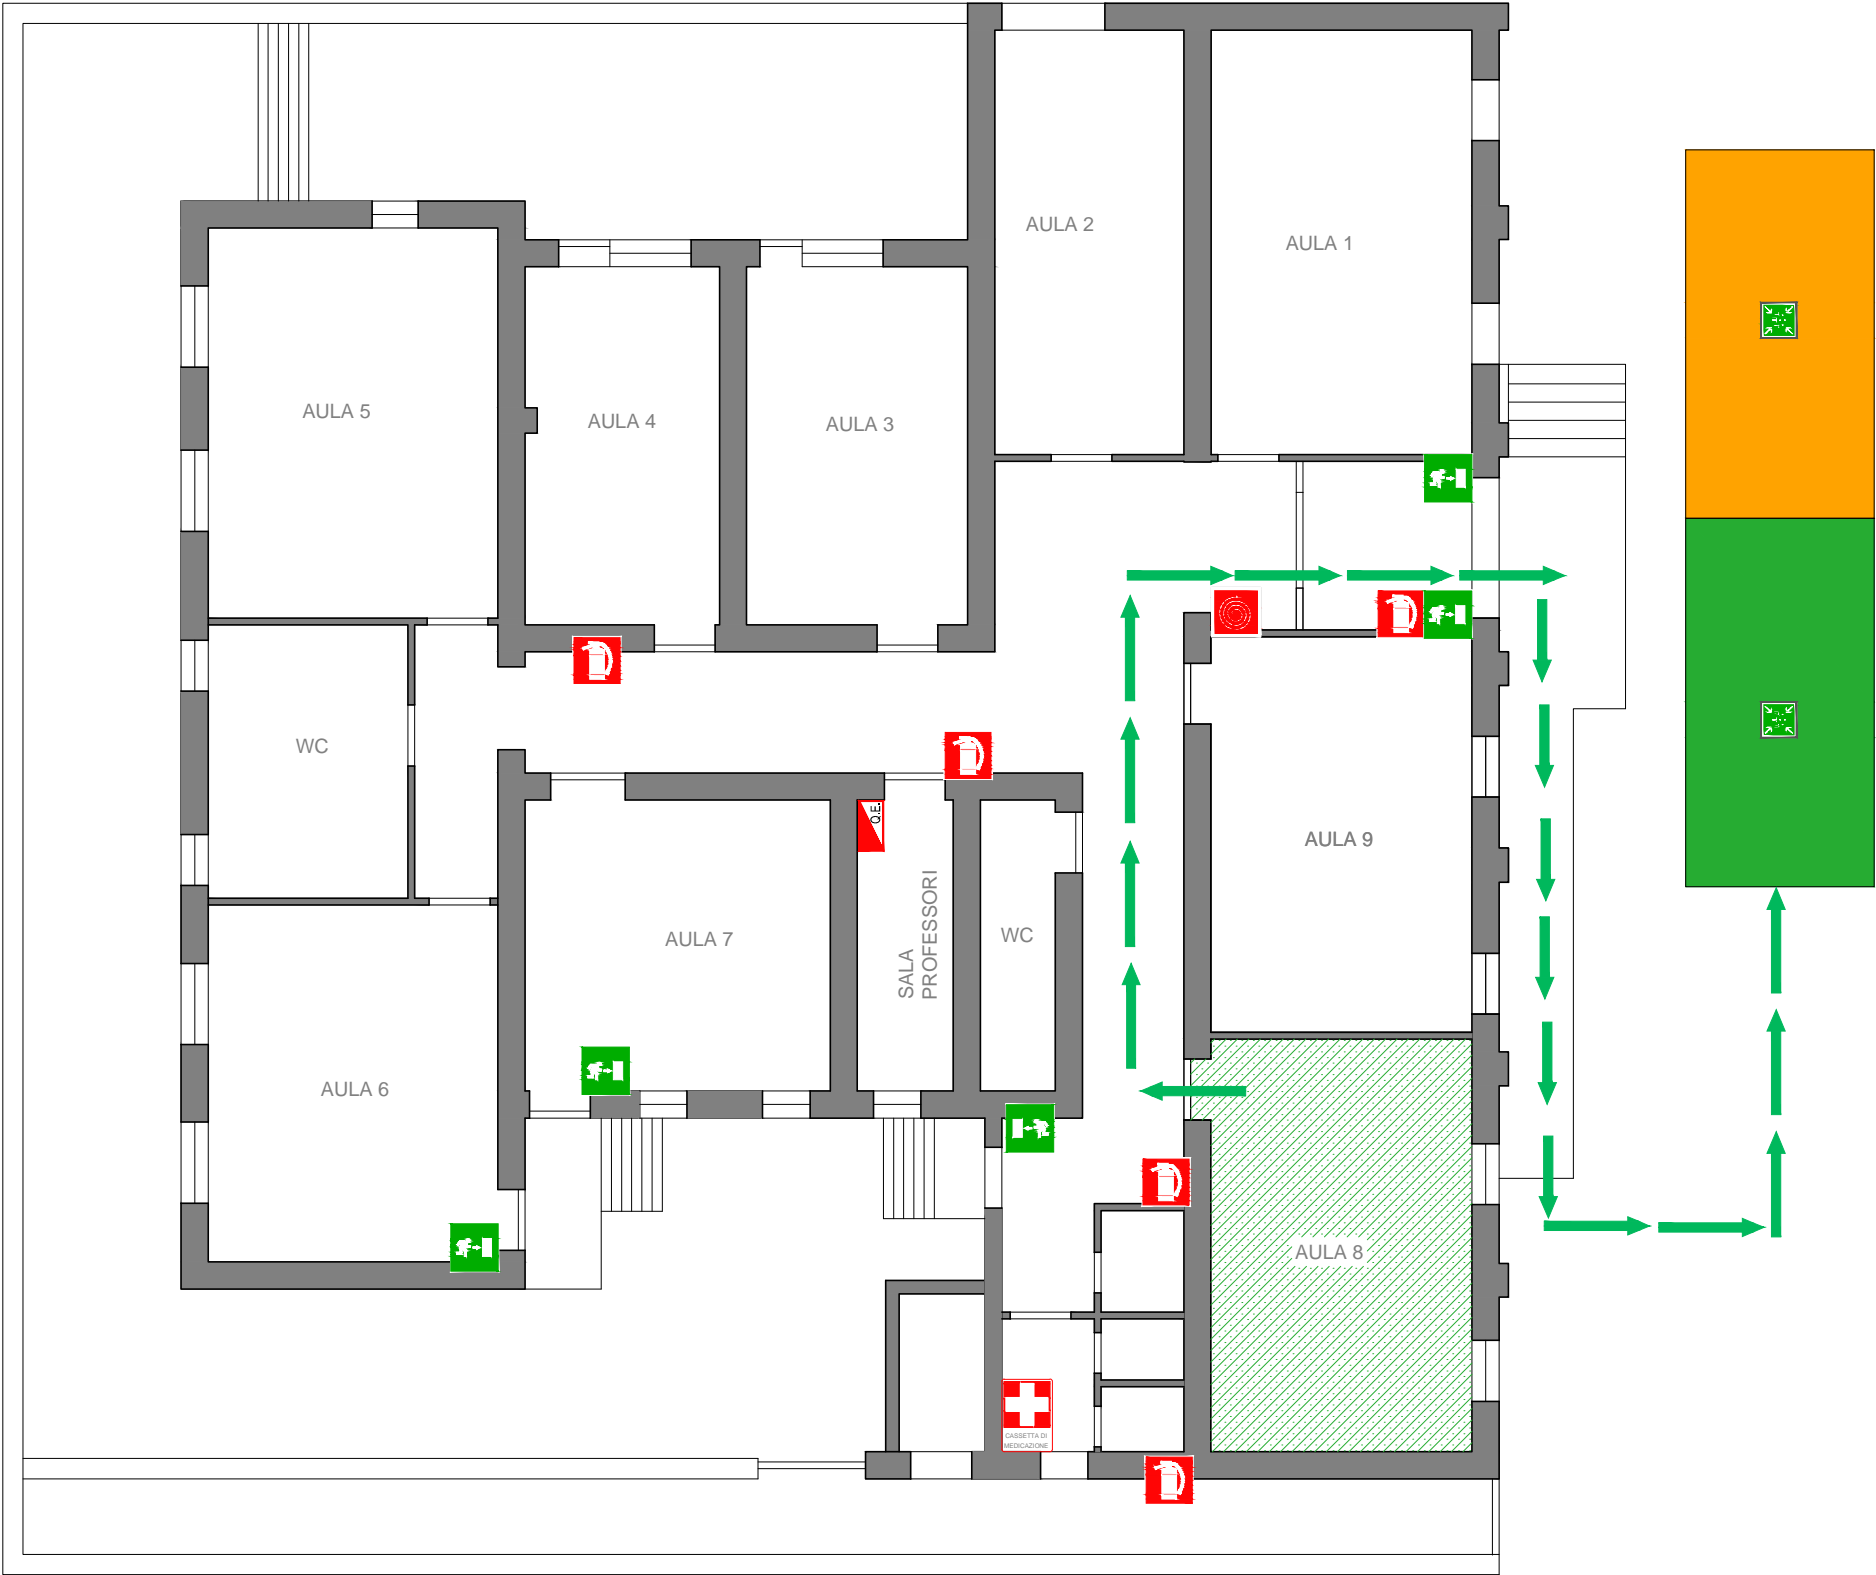 AULA 2
AULA 1
AULA 5
AULA 4
AULA 3
WC
AULA 9
Q.E.
SALA
PROFESSORI
WC
AULA 7
AULA 6
AULA 8
CASSETTA DI
MEDICAZIONE